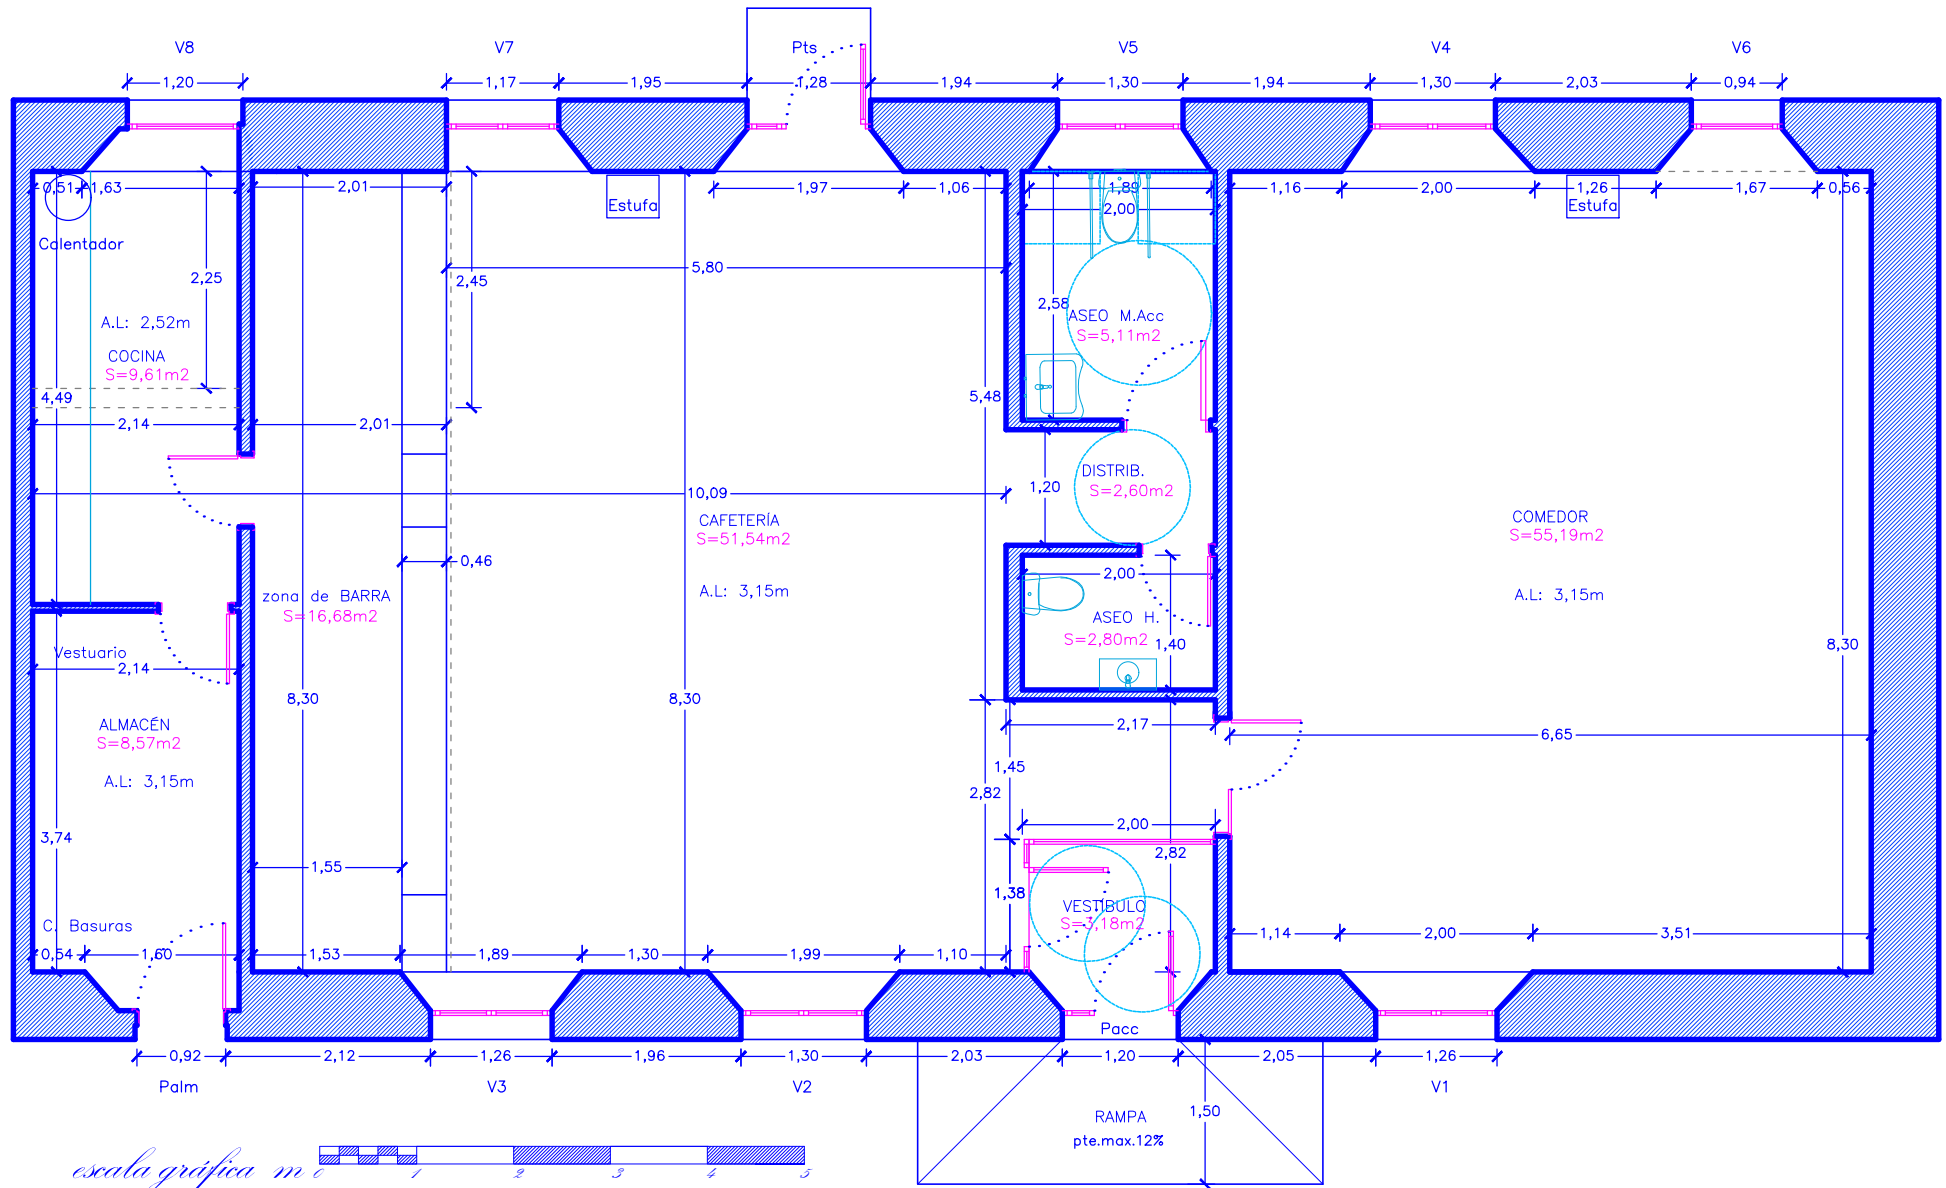 V8 V7 Pts V5 V4 V6
1,20 1,17 1,95 1,28 1,94 1,30 1,94 1,30 2,03 0,94
0,51 1,63 2,01 1,97 1,06 1,89 1,16 2,00 1,26 1,67 0,56
Estufa 2,00 Estufa
Calentador
2,25 2,45 5,80
2,58
A.L: 2,52m
COCINA
S=9,61m2
ASEO M.Acc
S=5,11m2
4,49 5,48
2,14 2,01
DISTRIB.
S=2,60m2
1,20
10,09
CAFETERÍA
S=51,54m2
A.L: 3,15m
COMEDOR
S=55,19m2
A.L: 3,15m
0,46
2,00
zona de BARRA
S=16,68m2
ASEO H.
S=2,80m2
1,40
Vestuario
2,14
8,30 8,30 8,30
ALMACÉN
S=8,57m2
A.L: 3,15m
2,17
6,65
1,45
2,82
2,00
3,74
2,82
1,55
1,38
VESTÍBULO
S=3,18m2
C. Basuras
0,54 1,60 1,53 1,89 1,30 1,99 1,10 1,14 2,00 3,51
Pacc
0,92 2,12 1,26 1,96 1,30 2,03 1,20 2,05 1,26
Palm V3 V2 V1
RAMPA
pte.max.12%
1,50
escala gráfica m 0 1 2 3 4 5